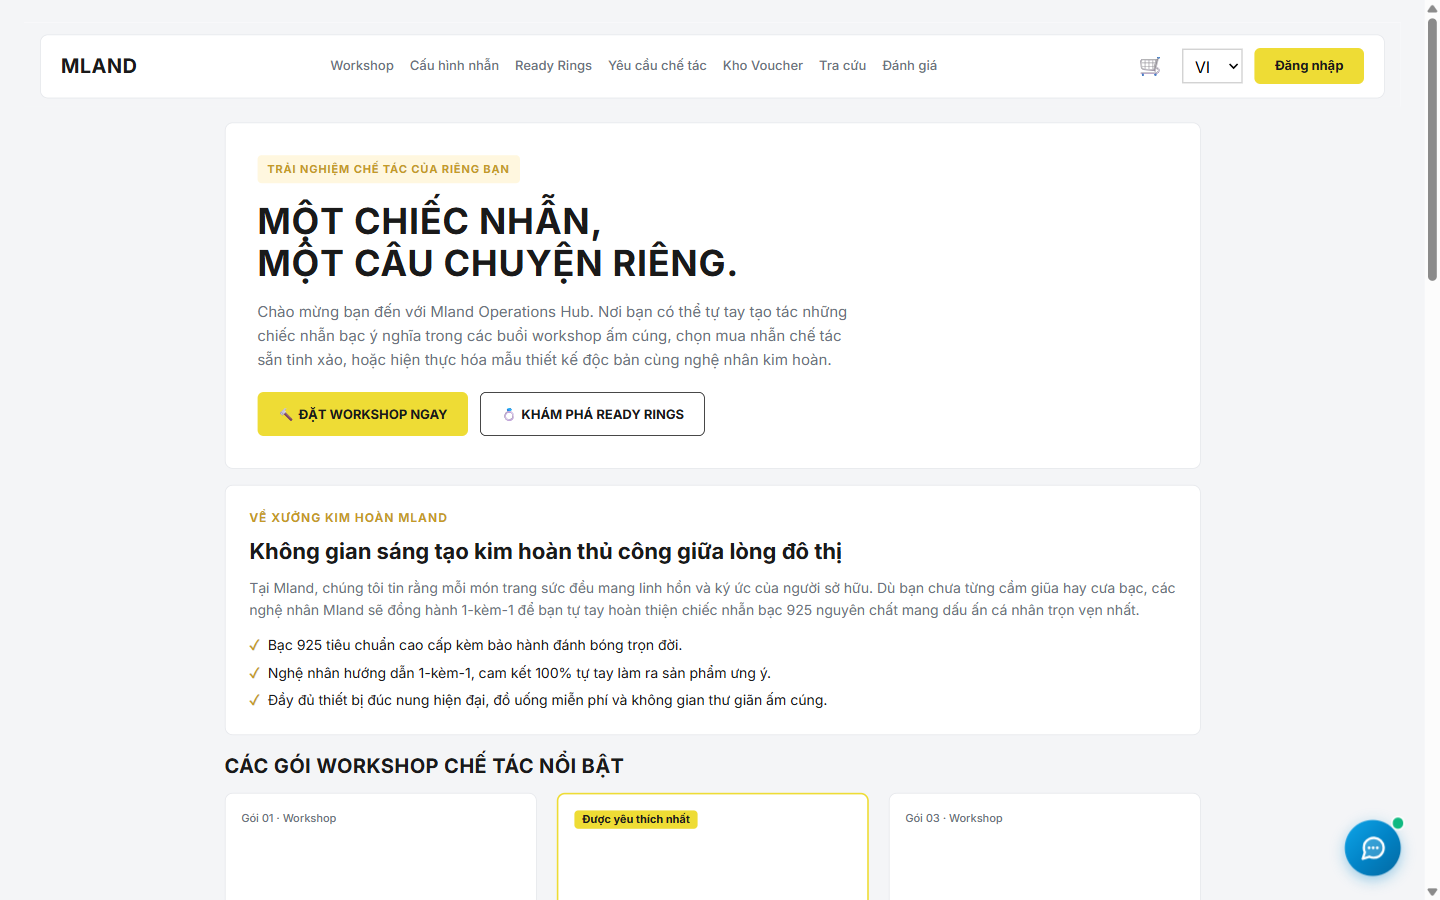 MLAND
Workshop
Cấu hình nhẫn
Ready Rings
Yêu cầu chế tác
Kho Voucher
Tra cứu
Đánh giá
VI
Đăng nhập
TRẢI NGHIỆM CHẾ TÁC CỦA RIÊNG BẠN
MỘT CHIẾC NHẪN,
MỘT CÂU CHUYỆN RIÊNG.
Chào mừng bạn đến với Mland Operations Hub. Nơi bạn có thể tự tay tạo tác những
chiếc nhẫn bạc ý nghĩa trong các buổi workshop ấm cúng, chọn mua nhẫn chế tác
sẵn tinh xảo, hoặc hiện thực hóa mẫu thiết kế độc bản cùng nghệ nhân kim hoàn.
ĐẶT WORKSHOP NGAY
KHÁM PHÁ READY RINGS
VỀ XƯỞNG KIM HOÀN MLAND
Không gian sáng tạo kim hoàn thủ công giữa lòng đô thị
Tại Mland, chúng tôi tin rằng mỗi món trang sức đều mang linh hồn và ký ức của người sở hữu. Dù bạn chưa từng cầm giũa hay cưa bạc, các
nghệ nhân Mland sẽ đồng hành 1-kèm-1 để bạn tự tay hoàn thiện chiếc nhẫn bạc 925 nguyên chất mang dấu ấn cá nhân trọn vẹn nhất.
✓ Bạc 925 tiêu chuẩn cao cấp kèm bảo hành đánh bóng trọn đời.
✓ Nghệ nhân hướng dẫn 1-kèm-1, cam kết 100% tự tay làm ra sản phẩm ưng ý.
✓ Đầy đủ thiết bị đúc nung hiện đại, đồ uống miễn phí và không gian thư giãn ấm cúng.
CÁC GÓI WORKSHOP CHẾ TÁC NỔI BẬT
Gói 01 · Workshop
Được yêu thích nhất
Gói 03 · Workshop